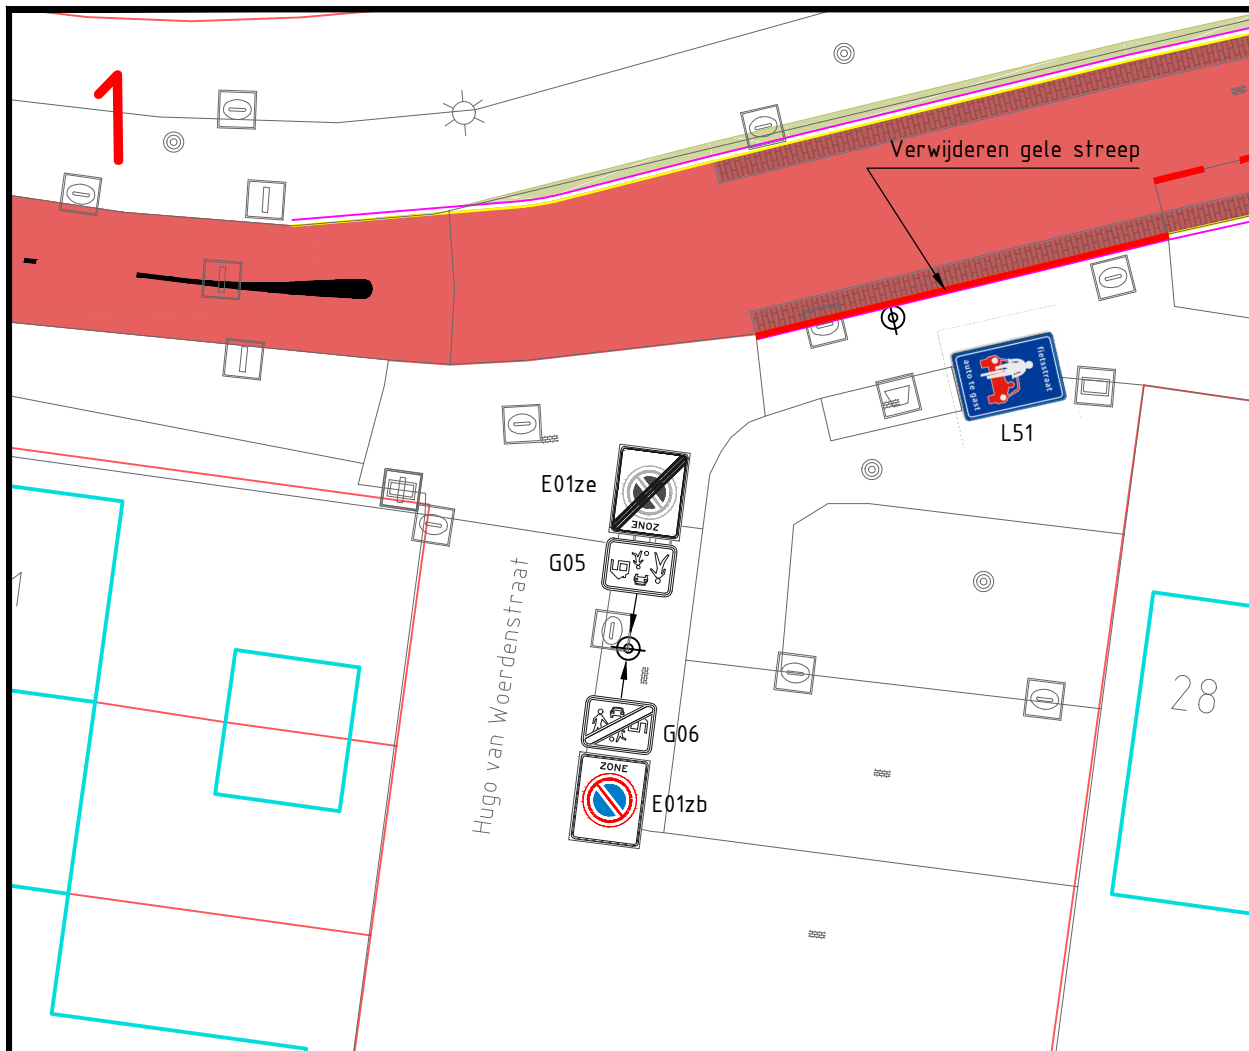 1
Verwijderen gele streep
fietsstraat
auto te gast
L51
E01ze
ZONE
G05
1
Hugo van Woerdenstraat
28
G06
ZONE
E01zb